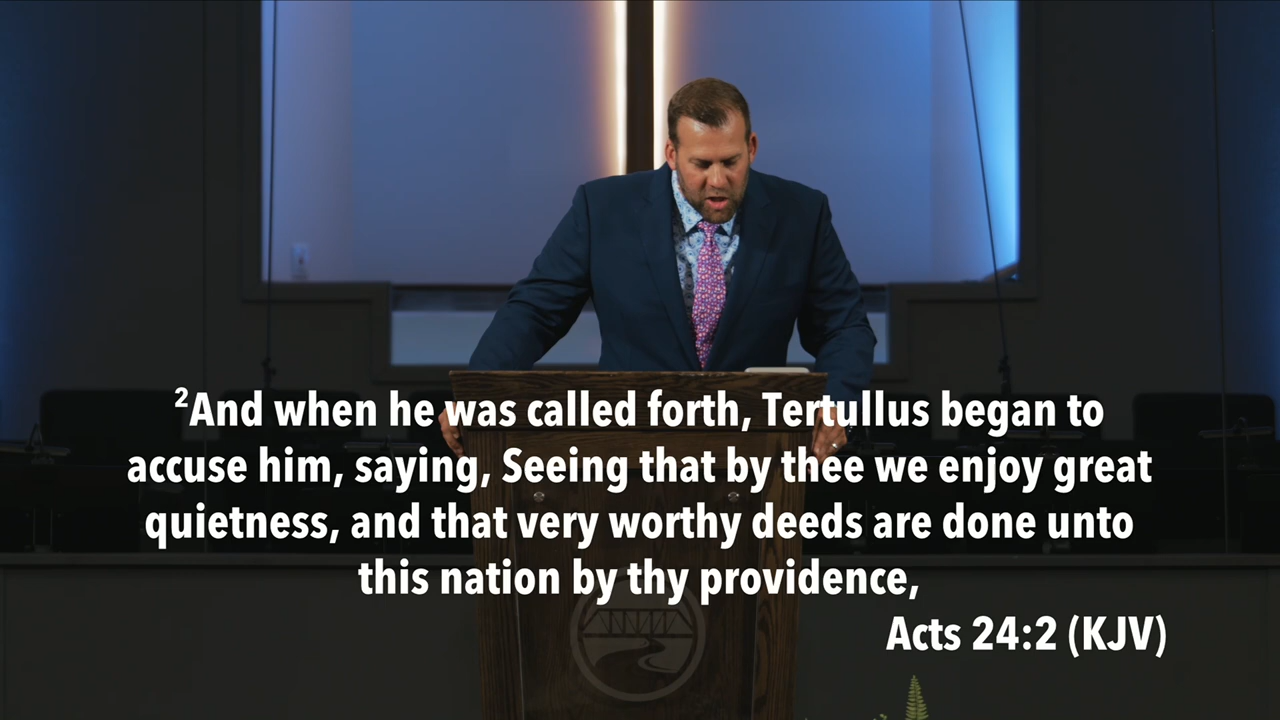 ²And when he was called forth, Tertullus began to
accuse him, saying, Seeing that by thee we enjoy great
quietness, and that very worthy deeds are done unto
this nation by thy providence,
Acts 24:2 (KJV)